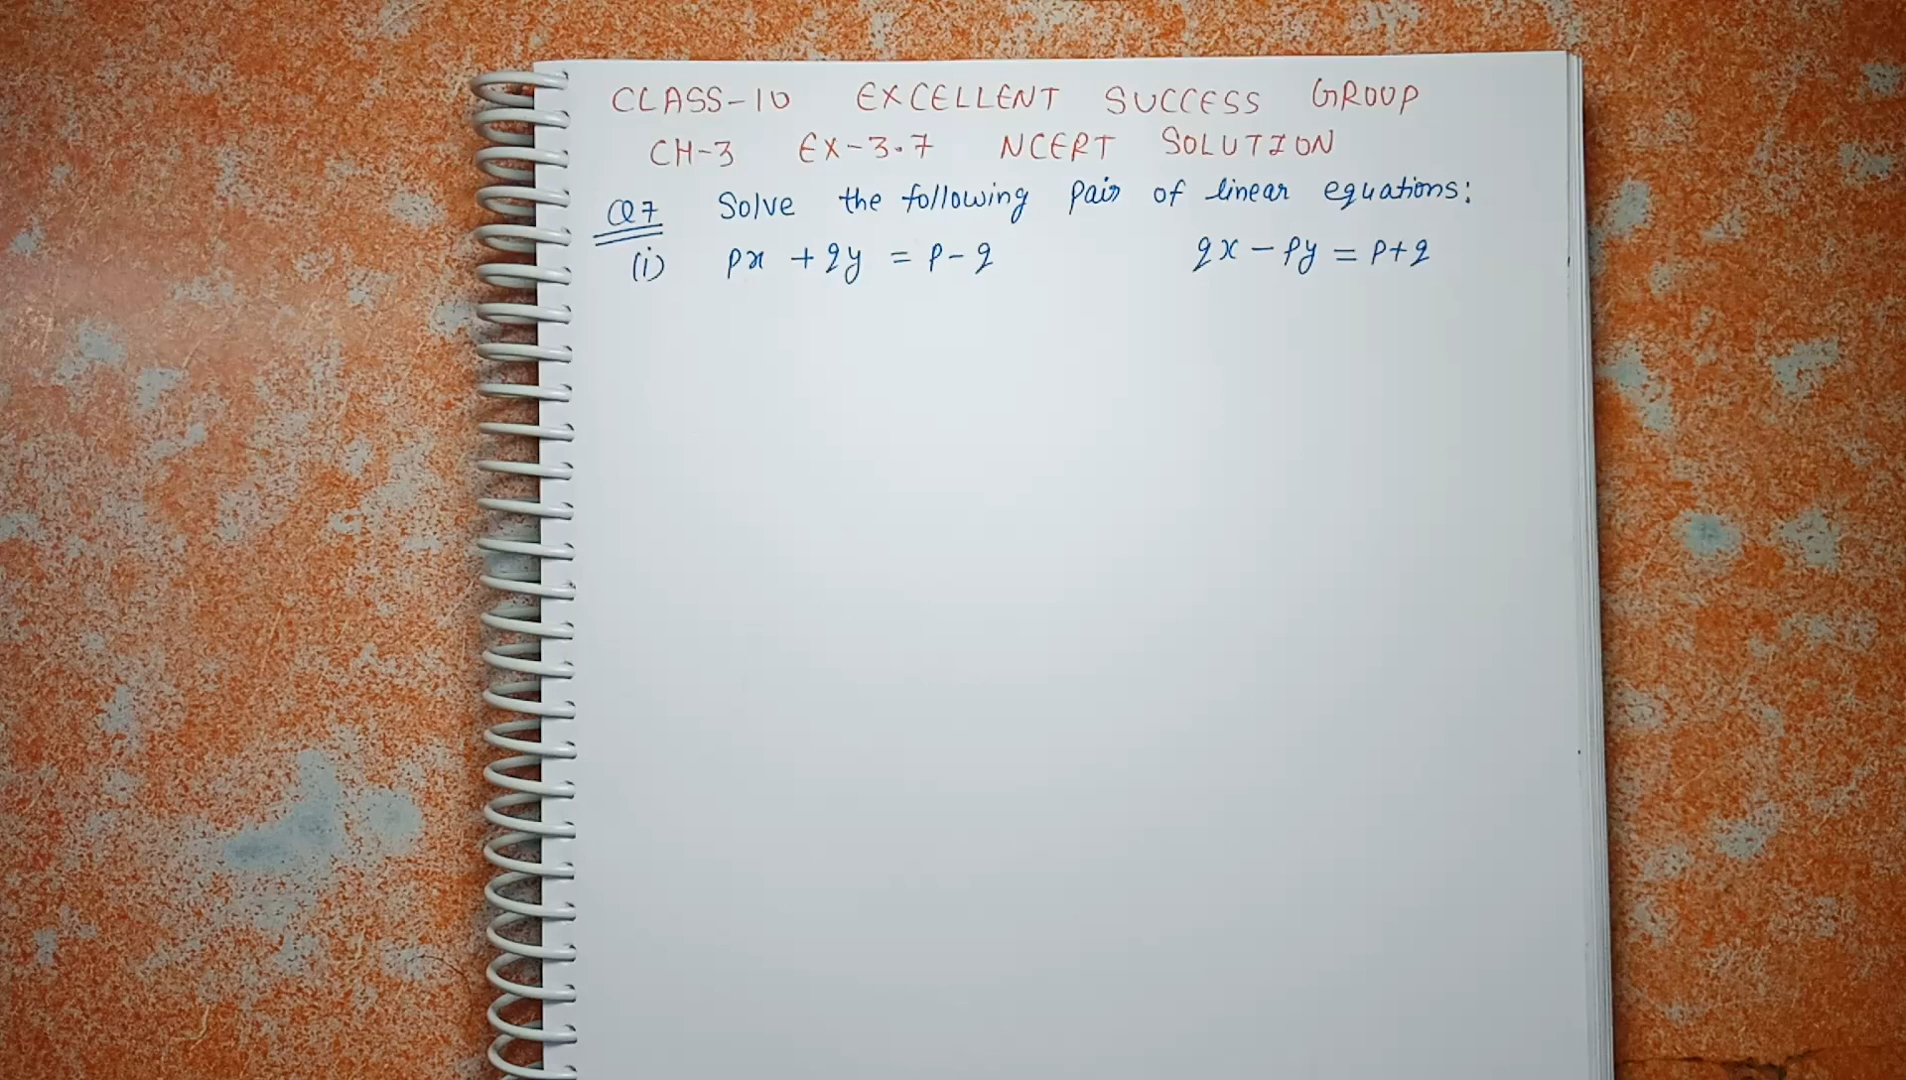 CLASS-10 EXCELLENT SUCCESS GROUP
CH-3 EX-3.7 NCERT SOLUTION
Q7 Solve the following pair of linear equations:
(i) px + qy = p - q qx - py = p + q